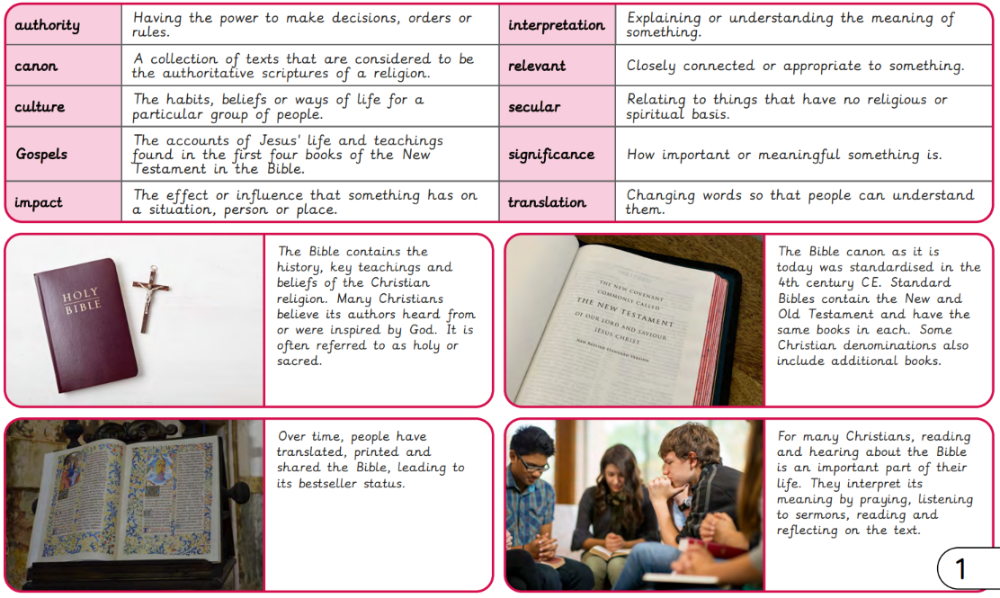 authority
Having the power to make decisions, orders or
rules.
interpretation
Explaining or understanding the meaning of
something.
canon
A collection of texts that are considered to be
the authoritative scriptures of a religion.
relevant
Closely connected or appropriate to something.
culture
The habits, beliefs or ways of life for a
particular group of people.
secular
Relating to things that have no religious or
spiritual basis.
Gospels
The accounts of Jesus' life and teachings
found in the first four books of the New
Testament in the Bible.
significance
How important or meaningful something is.
impact
The effect or influence that something has on
a situation, person or place.
translation
Changing words so that people can understand
them.
HOLY
BIBLE
The Bible contains the
history, key teachings and
beliefs of the Christian
religion. Many Christians
believe its authors heard from
or were inspired by God. It is
often referred to as holy or
sacred.
THE NEW COVENANT
COMMONLY CALLED
THE NEW TESTAMENT
OF OUR LORD AND SAVIOUR
JESUS CHRIST
NEW REVISED STANDARD VERSION
The Bible canon as it is
today was standardised in the
4th century CE. Standard
Bibles contain the New and
Old Testament and have the
same books in each. Some
Christian denominations also
include additional books.
Over time, people have
translated, printed and
shared the Bible, leading to
its bestseller status.
For many Christians, reading
and hearing about the Bible
is an important part of their
life. They interpret its
meaning by praying, listening
to sermons, reading and
reflecting on the text.
1